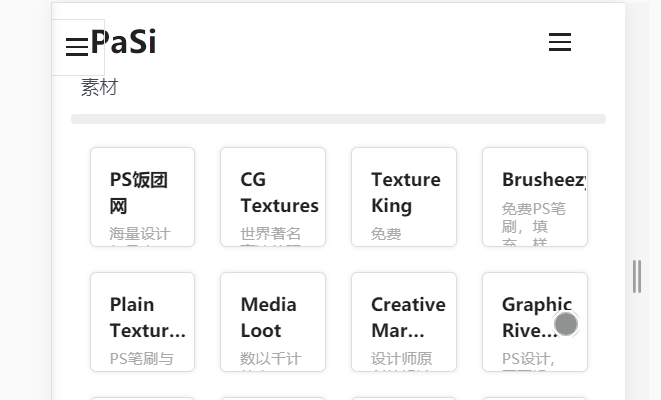 PaSi
素材
PS饭团
网
海量设计
CG
Textures
世界著名
Texture
King
免费
Brusheezy
免费PS笔
刷，填
充，样
Plain
Textur...
PS笔刷与
Media
Loot
数以千计
Creative
Mar...
设计师原
Graphic
Rive...
PS设计,